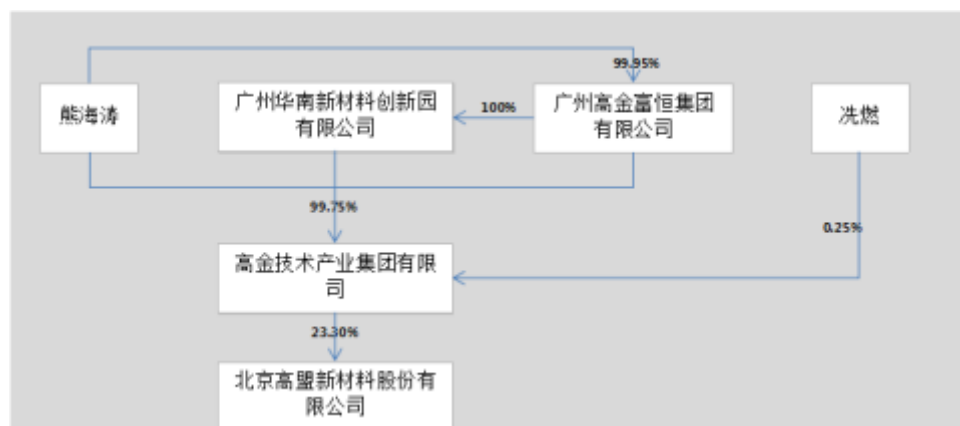 99.95%
熊海涛
广州华南新材料创新园
有限公司
100%
广州高金富恒集团
有限公司
冼燃
99.75%
0.25%
高金技术产业集团有限
司
23.30%
北京高盟新材料股份有
限公司